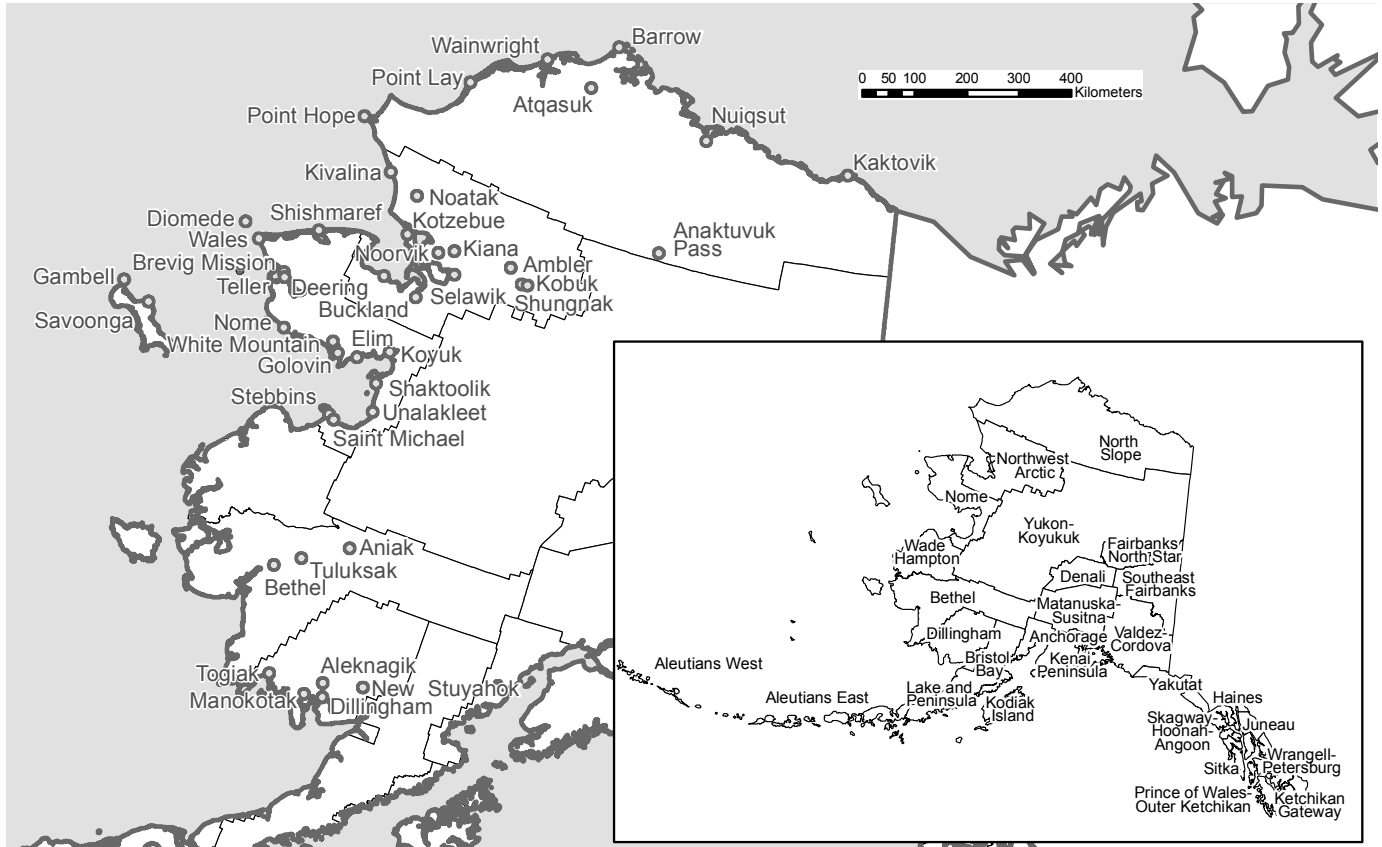 Barrow
Wainwright
Point Lay
Atqasuk
0 50 100 200 300 400
Kilometers
Point Hope
Nuiqsut
Kaktovik
Kivalina
Noatak
Shishmaref
Kotzebue
Diomede
Wales
Anaktuvuk
Pass
Noorvik
Kiana
Brevig Mission
Ambler
Gambell
Teller
Deering
Kobuk
Selawik
Shungnak
Buckland
Savoonga
Nome
White Mountain
Elim
Golovin
Koyuk
Shaktoolik
Stebbins
Unalakleet
Saint Michael
Aniak
Tuluksak
Bethel
Togiak
Aleknagik
Manokotak
New
Stuyahok
Dillingham
North
Slope
Northwest
Arctic
Nome
Yukon-
Koyukuk
Wade
Hampton
Fairbanks
North Star
Denali
Southeast
Fairbanks
Bethel
Matanuska-
Susitna
Dillingham
Anchorage
Valdez-
Cordova
Bristol
Bay
Kenai
Peninsula
Aleutians West
Aleutians East
Lake and
Peninsula
Kodiak
Island
Yakutat
Haines
Skagway-
Hoonah-
Angoon
Juneau
Wrangell-
Petersburg
Sitka
Prince of Wales-
Outer Ketchikan
Ketchikan
Gateway